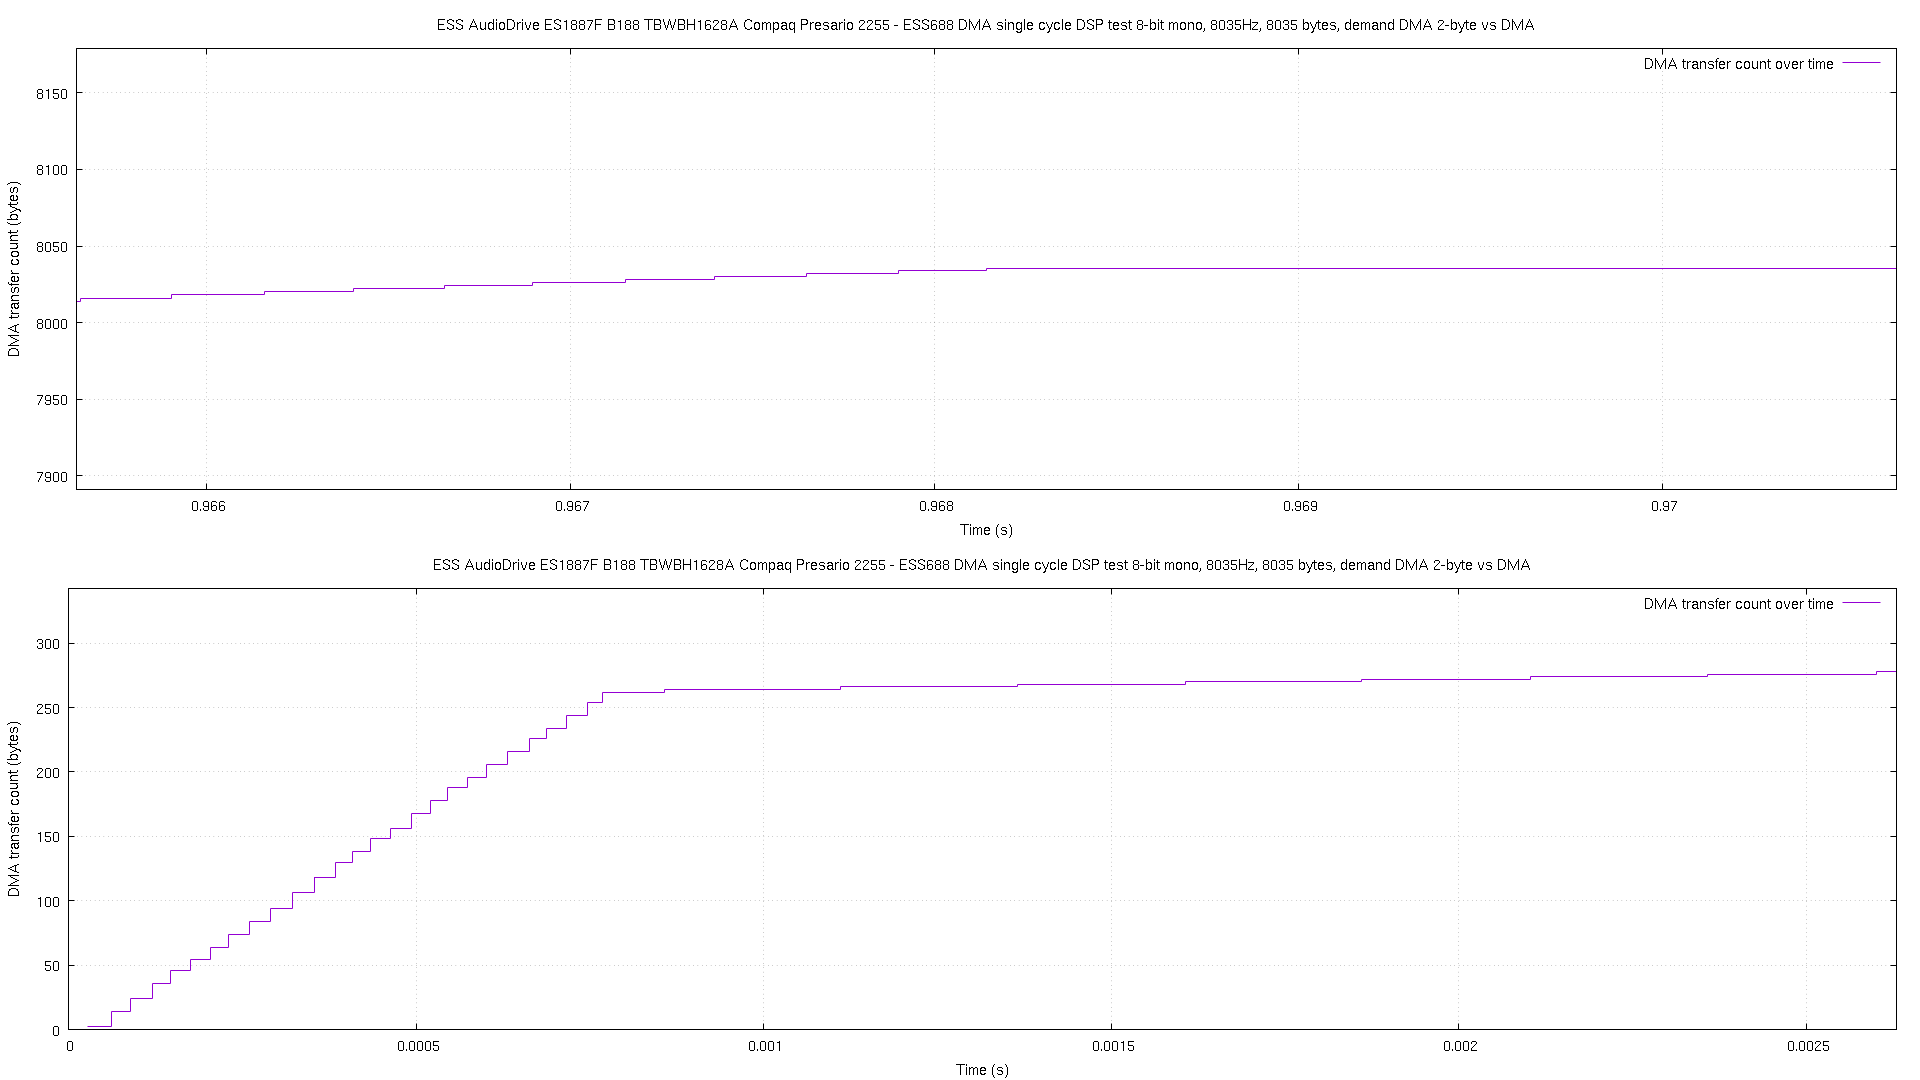 ESS AudioDrive ES1887F B188 TBWBH1628A Compaq Presario 2255 - ESS688 DMA single cycle DSP test 8-bit mono, 8035Hz, 8035 bytes, demand DMA 2-byte vs DMA
DMA transfer count over time
8150
8100
8050
8000
7950
7900
DMA transfer count (bytes)
0.966 0.967 0.968 0.969 0.97
Time (s)
ESS AudioDrive ES1887F B188 TBWBH1628A Compaq Presario 2255 - ESS688 DMA single cycle DSP test 8-bit mono, 8035Hz, 8035 bytes, demand DMA 2-byte vs DMA
DMA transfer count over time
300
250
200
150
100
50
0
DMA transfer count (bytes)
0 0.0005 0.001 0.0015 0.002 0.0025
Time (s)